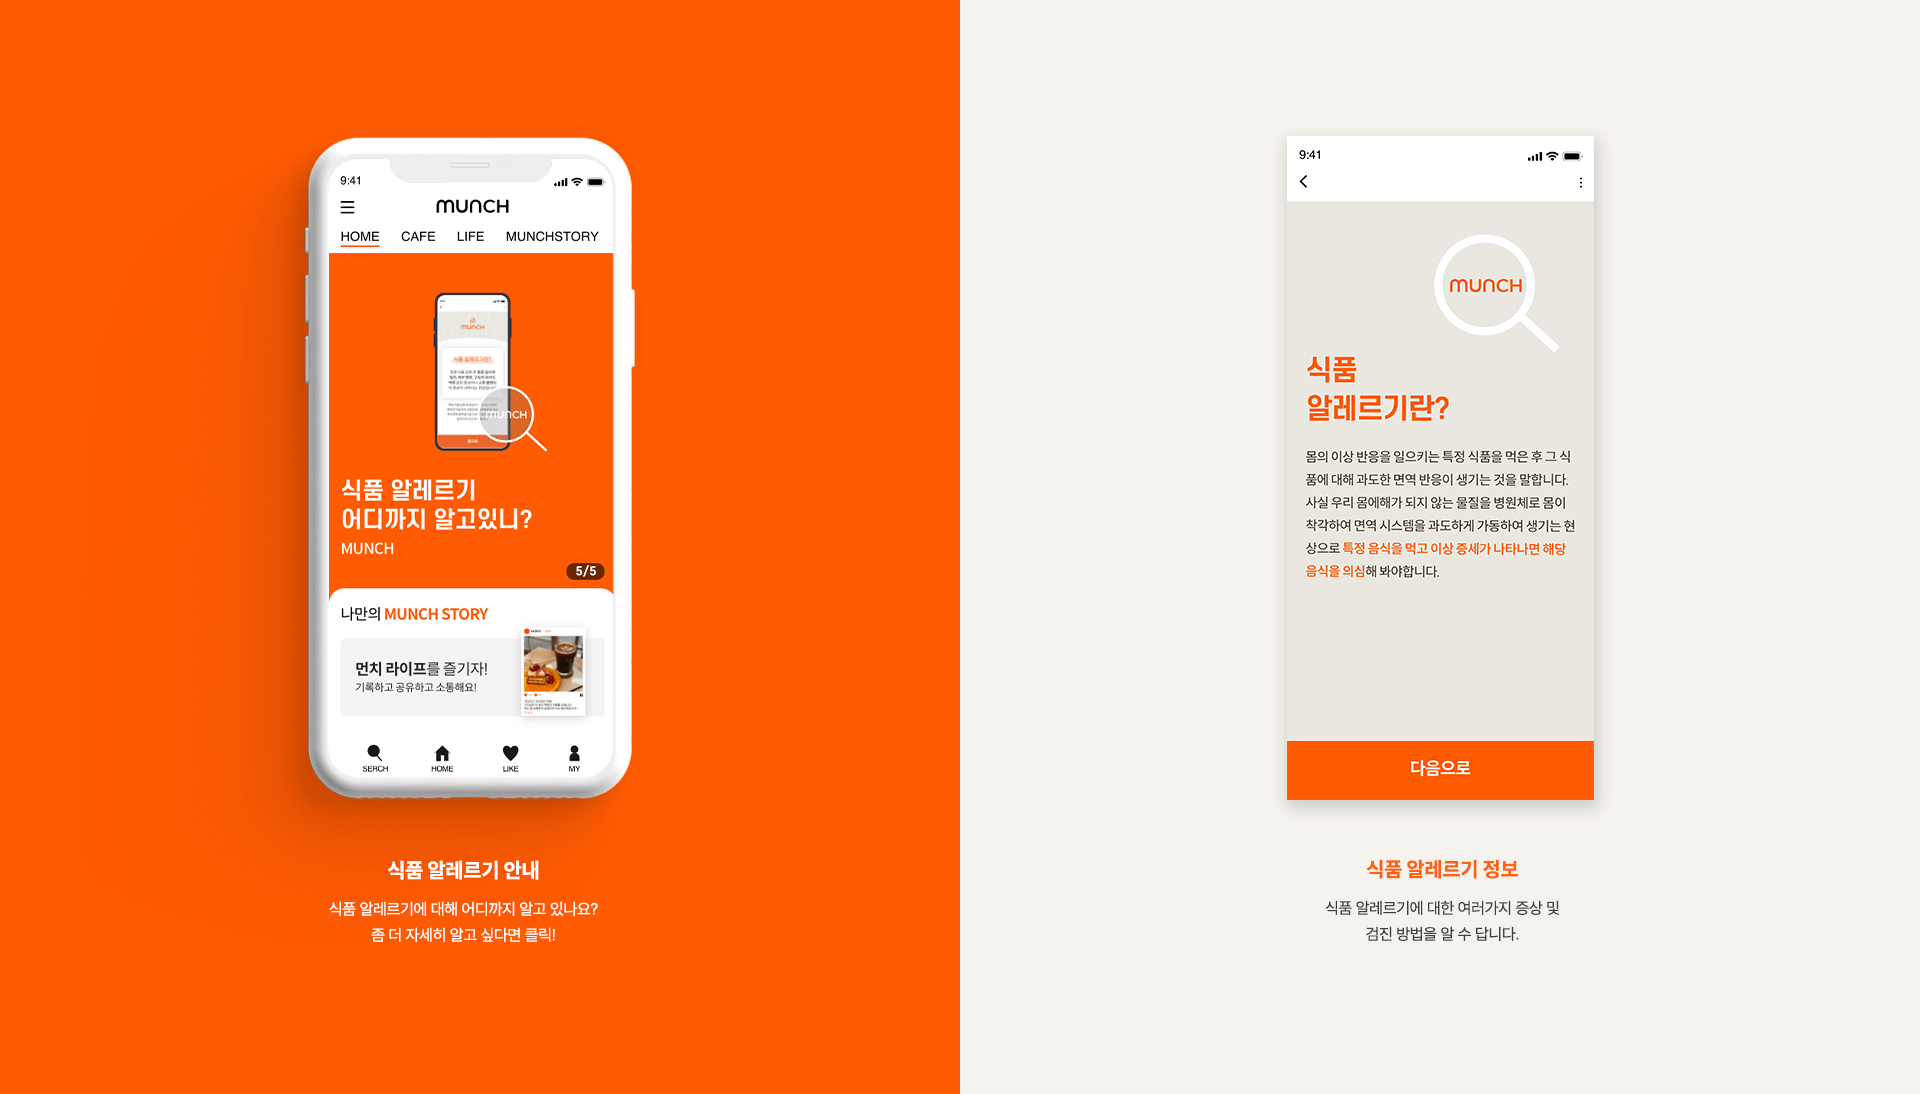 9:41
MUNCH
HOME CAFE LIFE MUNCHSTORY
MUNCH
식품 알레르기란?
MUNCH
식품 알레르기
어디까지 알고있니?
MUNCH
5/5
나만의 MUNCH STORY
먼치 라이프를 즐기자!
기록하고 공유하고 소통해요!
SERCH HOME LIKE MY
식품 알레르기 안내
식품 알레르기에 대해 어디까지 알고 있나요?
좀 더 자세히 알고 싶다면 클릭!
9:41
MUNCH
식품
알레르기란?
몸의 이상 반응을 일으키는 특정 식품을 먹은 후 그 식
품에 대해 과도한 면역 반응이 생기는 것을 말합니다.
사실 우리 몸에해가 되지 않는 물질을 병원체로 몸이
착각하여 면역 시스템을 과도하게 가동하여 생기는 현
상으로 특정 음식을 먹고 이상 증세가 나타나면 해당
음식을 의심해 봐야합니다.
다음으로
식품 알레르기 정보
식품 알레르기에 대한 여러가지 증상 및
검진 방법을 알 수 답니다.